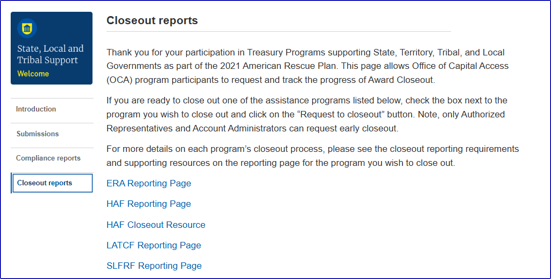 State, Local and
Tribal Support
Welcome
Introduction
Submissions
Compliance reports
Closeout reports
Closeout reports
Thank you for your participation in Treasury Programs supporting State, Territory, Tribal, and Local
Governments as part of the 2021 American Rescue Plan. This page allows Office of Capital Access
(OCA) program participants to request and track the progress of Award Closeout.
If you are ready to close out one of the assistance programs listed below, check the box next to the
program you wish to close out and click on the "Request to closeout" button. Note, only Authorized
Representatives and Account Administrators can request early closeout.
For more details on each program's closeout process, please see the closeout reporting requirements
and supporting resources on the reporting page for the program you wish to close out.
ERA Reporting Page
HAF Reporting Page
HAF Closeout Resource
LATCF Reporting Page
SLFRF Reporting Page